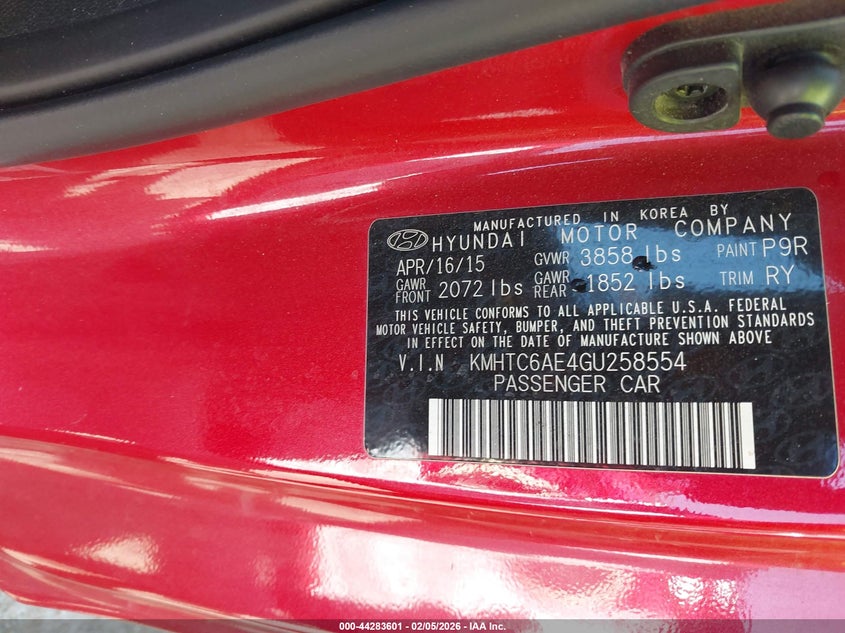 MANUFACTURED IN KOREA BY
HYUNDAI MOTOR COMPANY
APR/16/15 GVWR 3858 lbs PAINT P9R
GAWR FRONT 2072 lbs GAWR REAR 1852 lbs TRIM RY
THIS VEHICLE CONFORMS TO ALL APPLICABLE U.S.A. FEDERAL
MOTOR VEHICLE SAFETY, BUMPER, AND THEFT PREVENTION STANDARDS
IN EFFECT ON THE DATE OF MANUFACTURE SHOWN ABOVE
V.I.N KMHTC6AE4GU258554
PASSENGER CAR
000-44283601 - 02/05/2026 - IAA Inc.